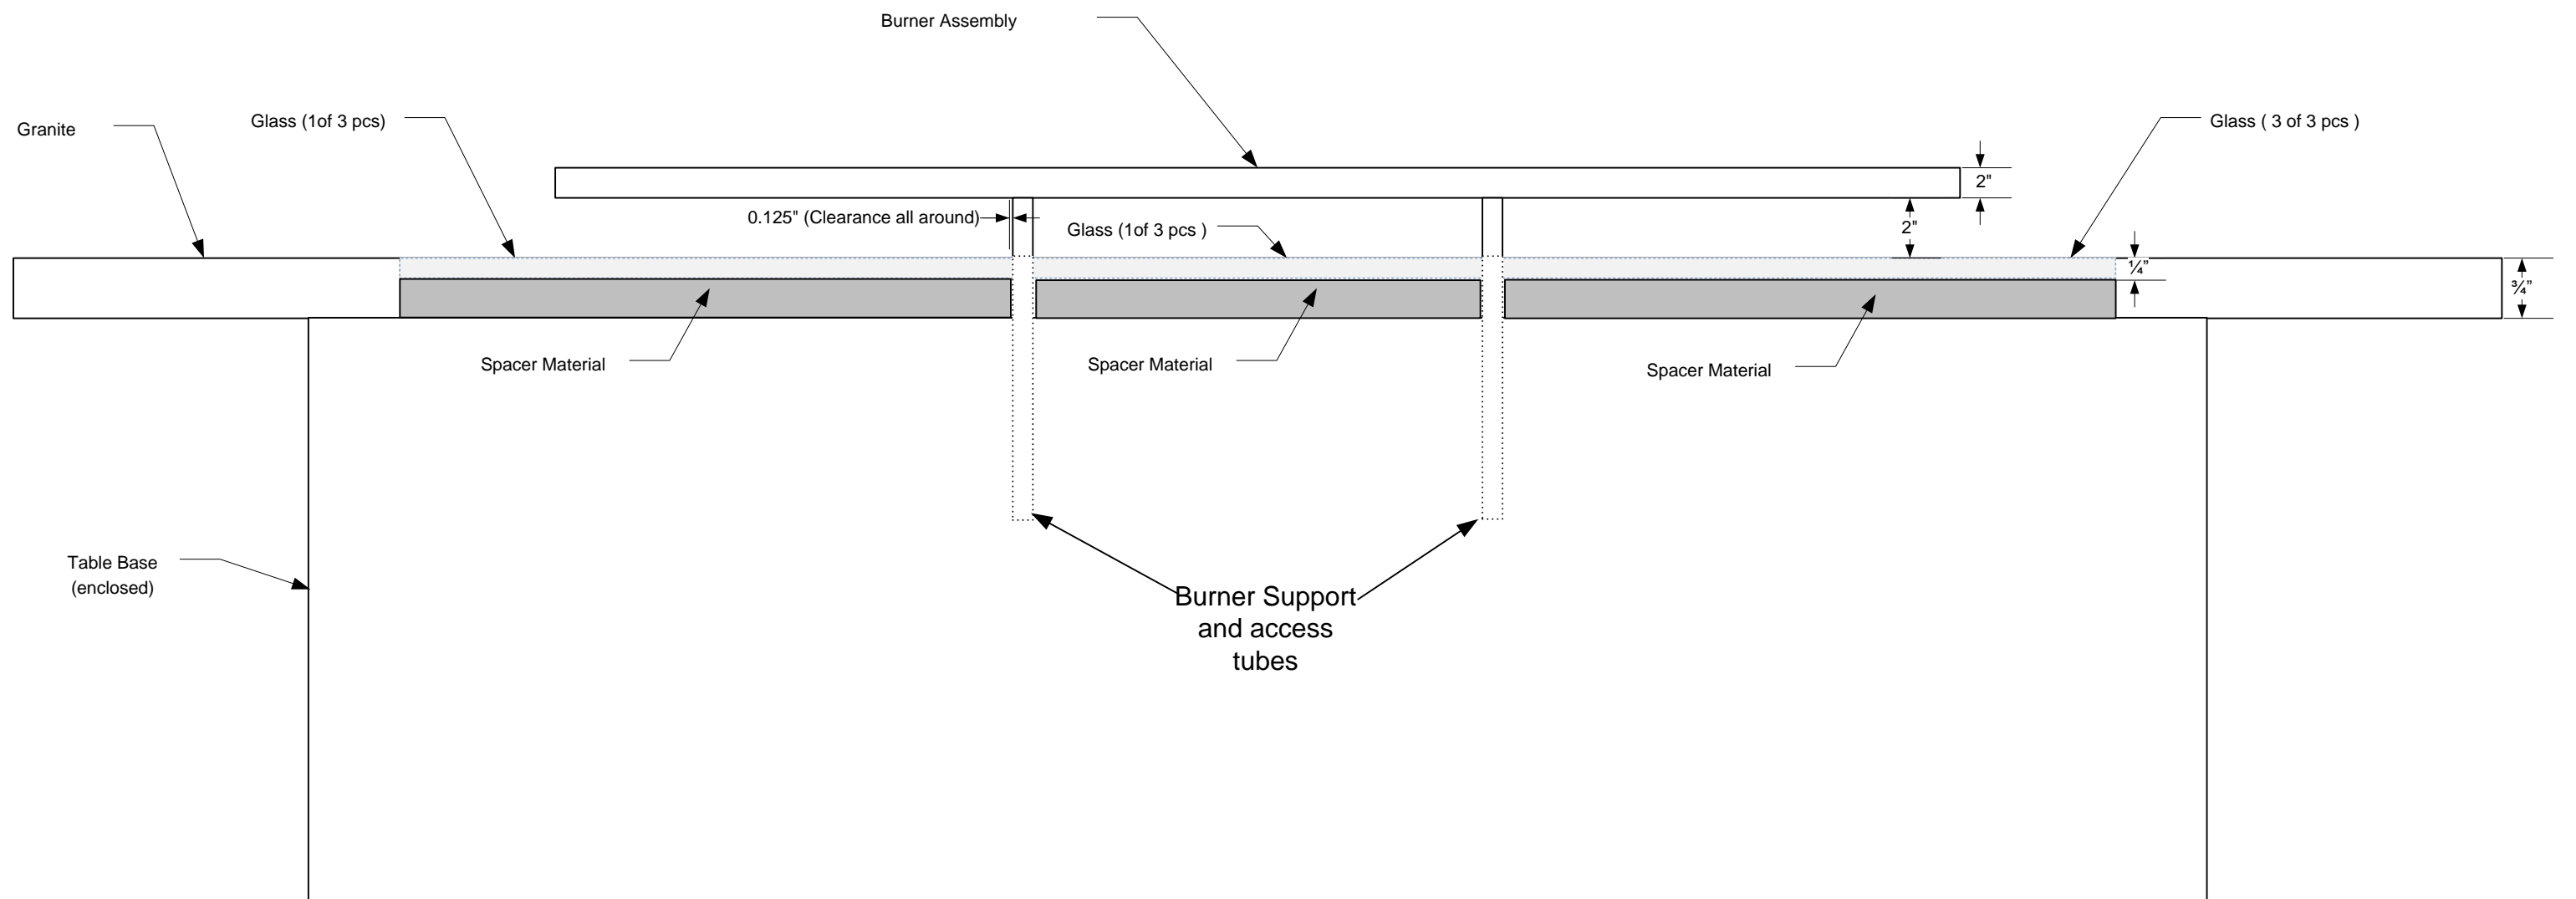 Burner Assembly
Granite
Glass (1of 3 pcs)
Glass ( 3 of 3 pcs )
2"
0.125" (Clearance all around)
Glass (1of 3 pcs )
2"
¼”
¾”
Spacer Material
Spacer Material
Spacer Material
Table Base
(enclosed)
Burner Support
and access
tubes